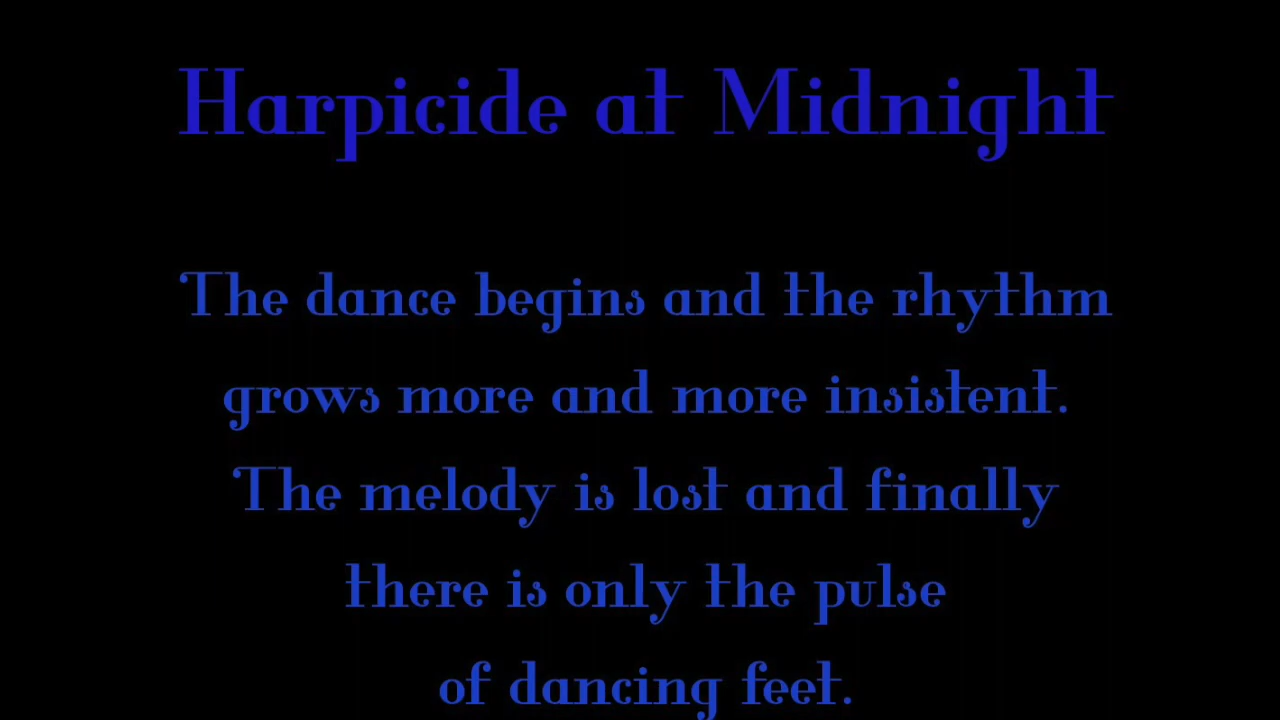 Harpicide at Midnight
The dance begins and the rhythm
grows more and more insistent.
The melody is lost and finally
there is only the pulse
of dancing feet.